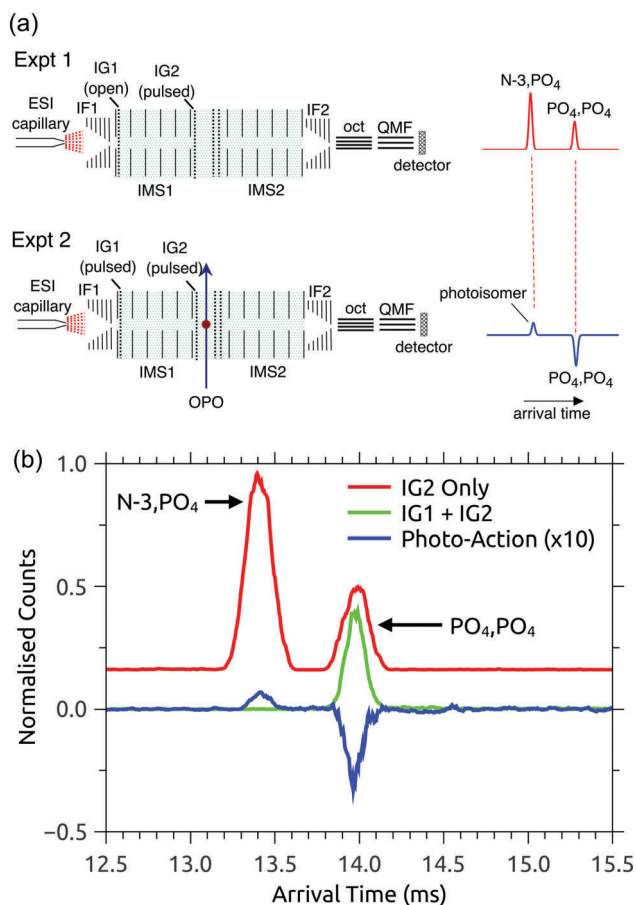 (a)
Expt 1
ESI
capillary
IF1
IG1
(open)
IG2
(pulsed)
IF2
oct
QMF
detector
IMS1
IMS2
N-3,PO₄
PO₄,PO₄
Expt 2
ESI
capillary
IF1
IG1
(pulsed)
IG2
(pulsed)
IF2
oct
QMF
detector
IMS1
IMS2
OPO
photoisomer
PO₄,PO₄
arrival time
(b)
1.0
0.5
0.0
−0.5
Normalised Counts
N-3,PO₄
IG2 Only
IG1 + IG2
Photo-Action (x10)
PO₄,PO₄
12.5 13.0 13.5 14.0 14.5 15.0 15.5
Arrival Time (ms)